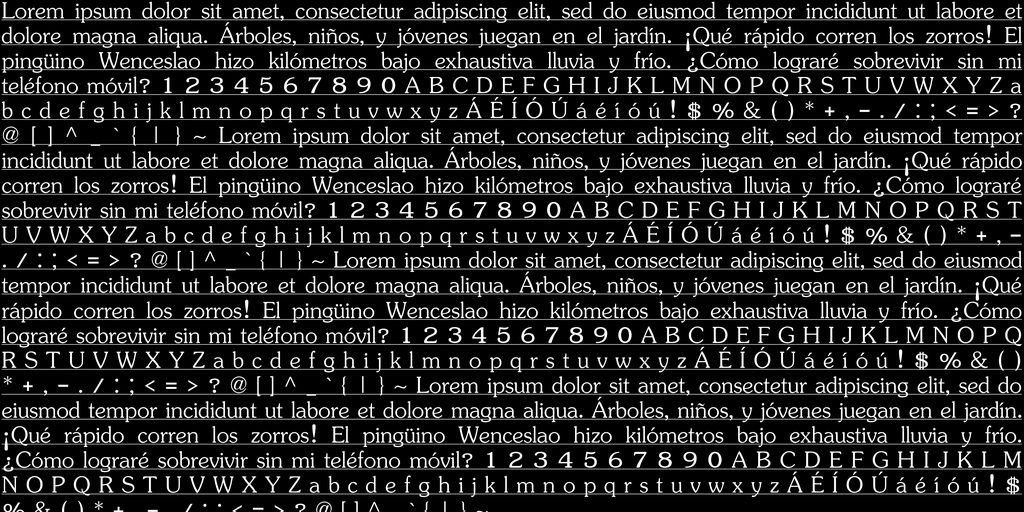 Lorem ipsum dolor sit amet, consectetur adipiscing elit, sed do eiusmod tempor incididunt ut labore et
dolore magna aliqua. Árboles, niños, y jóvenes juegan en el jardín. ¡Qué rápido corren los zorros! El
pingüino Wenceslao hizo kilómetros bajo exhaustiva lluvia y frío. ¿Cómo lograré sobrevivir sin mi
teléfono móvil? 1 2 3 4 5 6 7 8 9 0 A B C D E F G H I J K L M N O P Q R S T U V W X Y Z a
b c d e f g h i j k l m n o p q r s t u v w x y z Á É Í Ó Ú á é í ó ú ! $ % & ( ) * + , - . / : ; < = > ?
@ [ ] ^ _ ` { | } ~ Lorem ipsum dolor sit amet, consectetur adipiscing elit, sed do eiusmod tempor
incididunt ut labore et dolore magna aliqua. Árboles, niños, y jóvenes juegan en el jardín. ¡Qué rápido
corren los zorros! El pingüino Wenceslao hizo kilómetros bajo exhaustiva lluvia y frío. ¿Cómo lograré
sobrevivir sin mi teléfono móvil? 1 2 3 4 5 6 7 8 9 0 A B C D E F G H I J K L M N O P Q R S T
U V W X Y Z a b c d e f g h i j k l m n o p q r s t u v w x y z Á É Í Ó Ú á é í ó ú ! $ % & ( ) * + , -
. / : ; < = > ? @ [ ] ^ _ ` { | } ~ Lorem ipsum dolor sit amet, consectetur adipiscing elit, sed do eiusmod
tempor incididunt ut labore et dolore magna aliqua. Árboles, niños, y jóvenes juegan en el jardín. ¡Qué
rápido corren los zorros! El pingüino Wenceslao hizo kilómetros bajo exhaustiva lluvia y frío. ¿Cómo
lograré sobrevivir sin mi teléfono móvil? 1 2 3 4 5 6 7 8 9 0 A B C D E F G H I J K L M N O P Q
R S T U V W X Y Z a b c d e f g h i j k l m n o p q r s t u v w x y z Á É Í Ó Ú á é í ó ú ! $ % & ( )
* + , - . / : ; < = > ? @ [ ] ^ _ ` { | } ~ Lorem ipsum dolor sit amet, consectetur adipiscing elit, sed do
eiusmod tempor incididunt ut labore et dolore magna aliqua. Árboles, niños, y jóvenes juegan en el jardín.
¡Qué rápido corren los zorros! El pingüino Wenceslao hizo kilómetros bajo exhaustiva lluvia y frío.
¿Cómo lograré sobrevivir sin mi teléfono móvil? 1 2 3 4 5 6 7 8 9 0 A B C D E F G H I J K L M
N O P Q R S T U V W X Y Z a b c d e f g h i j k l m n o p q r s t u v w x y z Á É Í Ó Ú á é í ó ú ! $
% & ( ) * + , - . / : ; < = > ? @ [ ] ^ _ ` { | } ~